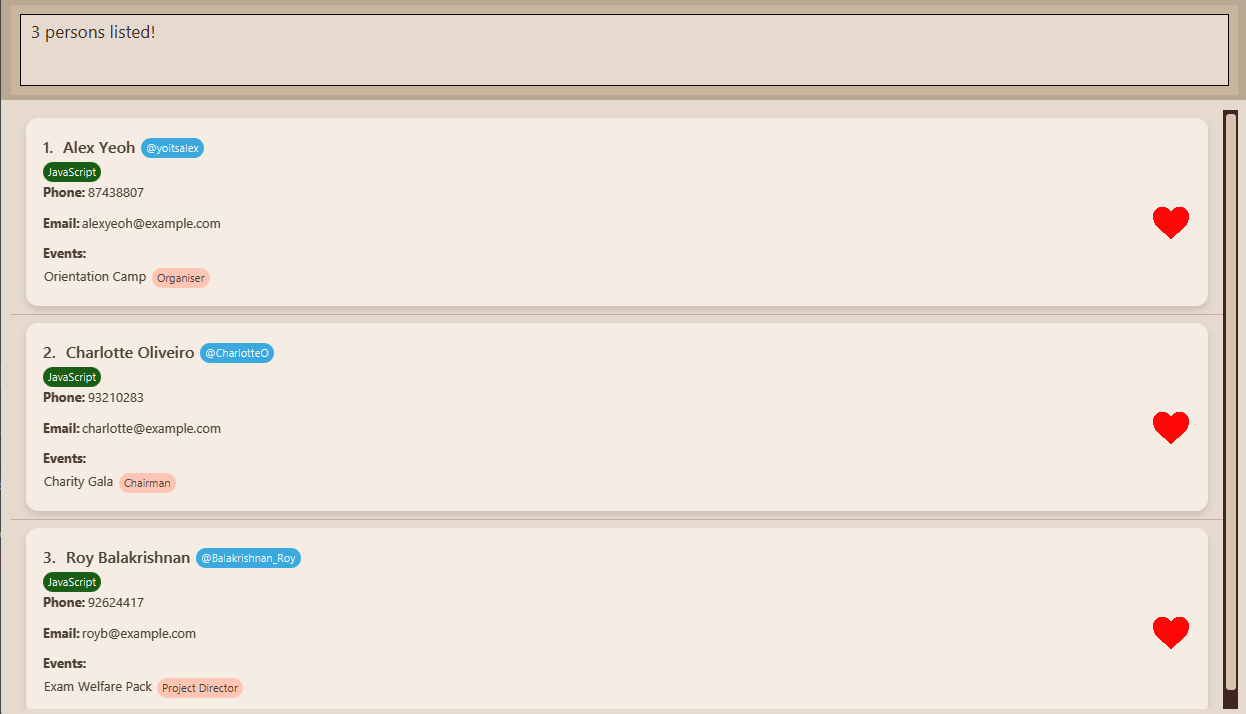 3 persons listed!
1. Alex Yeoh @yoitsalex
JavaScript
Phone: 87438807
Email: alexyeoh@example.com
Events:
Orientation Camp Organiser
2. Charlotte Oliveiro @CharlotteO
JavaScript
Phone: 93210283
Email: charlotte@example.com
Events:
Charity Gala Chairman
3. Roy Balakrishnan @Balakrishnan_Roy
JavaScript
Phone: 92624417
Email: royb@example.com
Events:
Exam Welfare Pack Project Director